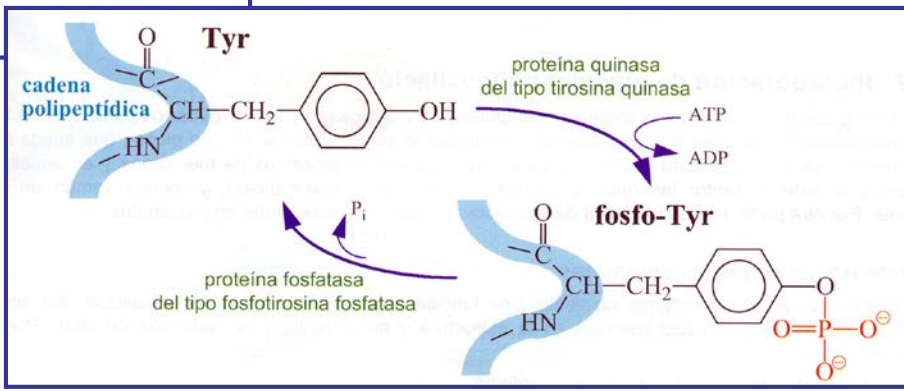 Tyr
O
C
cadena
polipeptídica
CH—CH₂
OH
HN
proteína quinasa
del tipo tirosina quinasa
ATP
ADP
Pᵢ
proteína fosfatasa
del tipo fosfotirosina fosfatasa
fosfo-Tyr
O
C
CH—CH₂
HN
O
O=P—O⊖
O⊖